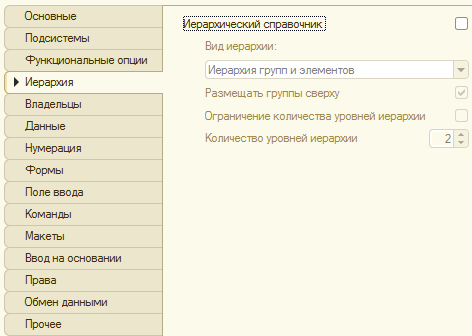 Основные
Подсистемы
Функциональные опции
Иерархия
Владельцы
Данные
Нумерация
Формы
Поле ввода
Команды
Макеты
Ввод на основании
Права
Обмен данными
Прочее
Иерархический справочник
Вид иерархии:
Иерархия групп и элементов
Размещать группы сверху
Ограничение количества уровней иерархии
Количество уровней иерархии
2